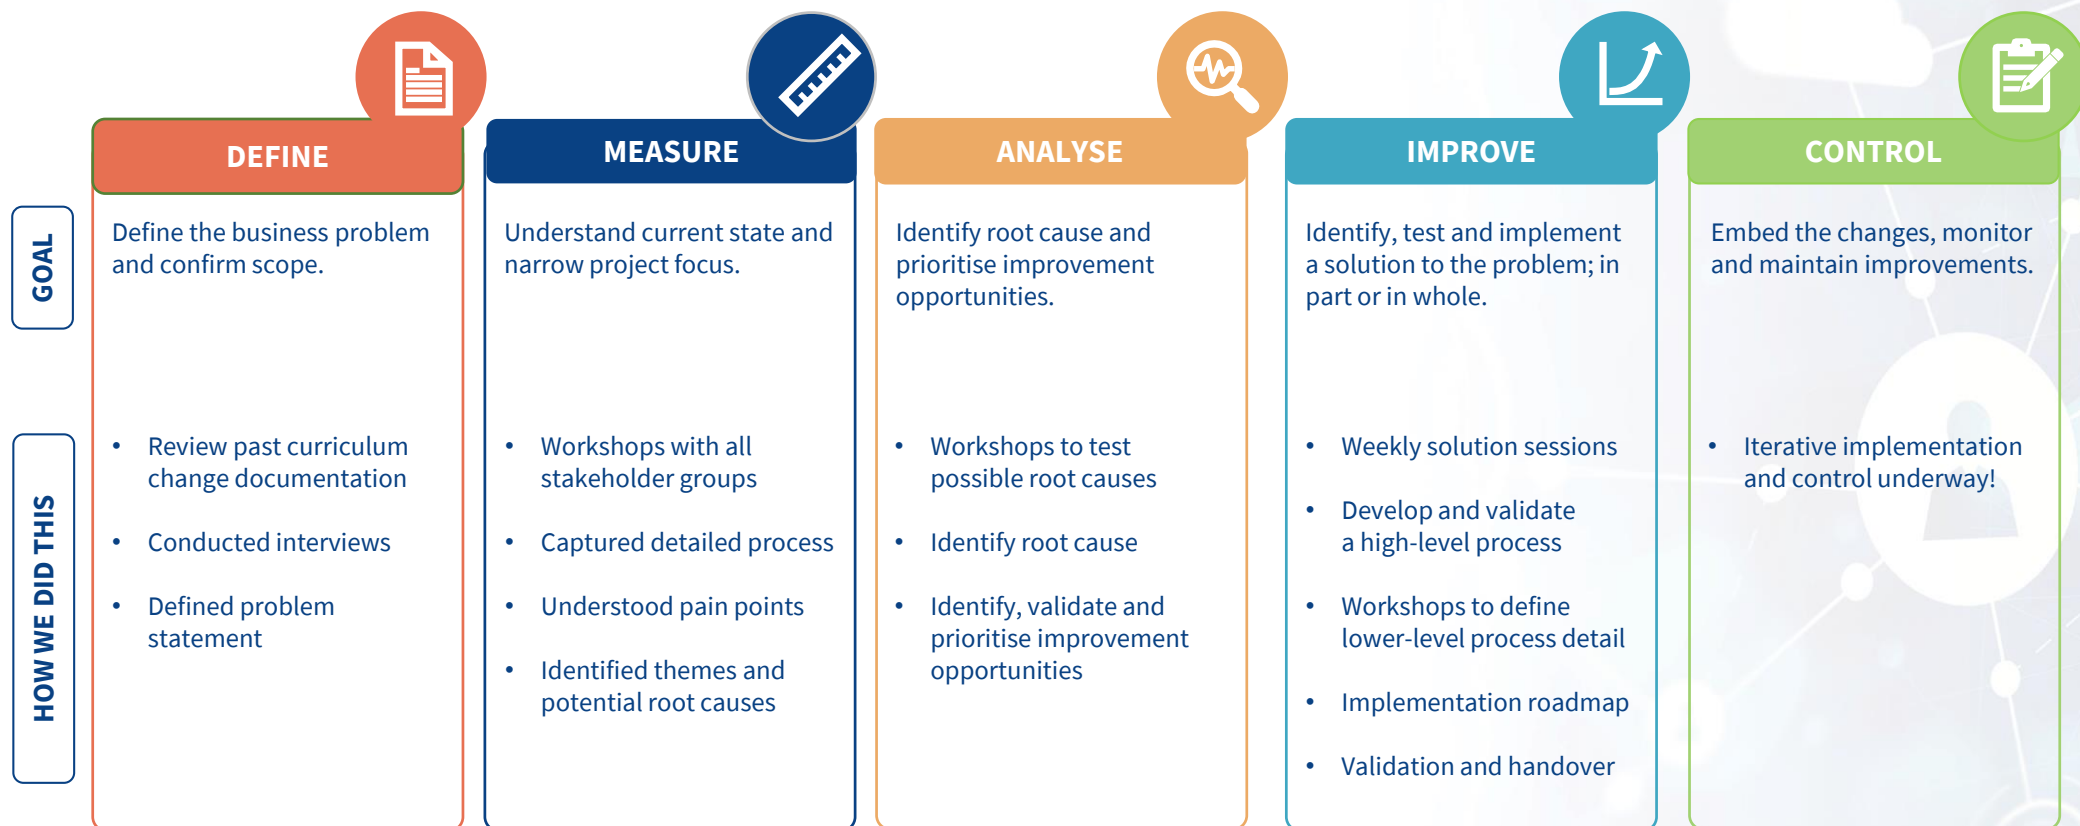 DEFINE
MEASURE
ANALYSE
IMPROVE
CONTROL
GOAL
Define the business problem
and confirm scope.
Understand current state and
narrow project focus.
Identify root cause and
prioritise improvement
opportunities.
Identify, test and implement
a solution to the problem; in
part or in whole.
Embed the changes, monitor
and maintain improvements.
HOW WE DID THIS
• Review past curriculum
change documentation
• Conducted interviews
• Defined problem
statement
• Workshops with all
stakeholder groups
• Captured detailed process
• Understood pain points
• Identified themes and
potential root causes
• Workshops to test
possible root causes
• Identify root cause
• Identify, validate and
prioritise improvement
opportunities
• Weekly solution sessions
• Develop and validate
a high-level process
• Workshops to define
lower-level process detail
• Implementation roadmap
• Validation and handover
• Iterative implementation
and control underway!